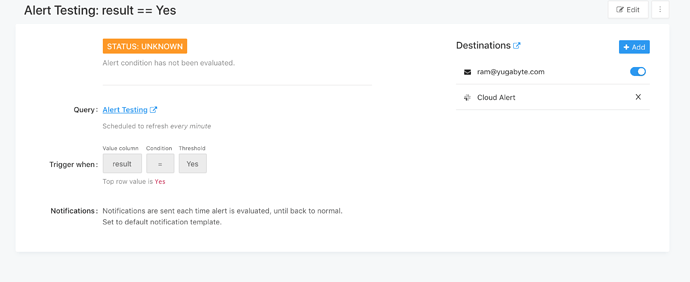 Alert Testing: result == Yes
Edit
STATUS: UNKNOWN
Alert condition has not been evaluated.
Query: Alert Testing
Scheduled to refresh every minute
Value column Condition Threshold
Trigger when: result = Yes
Top row value is Yes
Notifications: Notifications are sent each time alert is evaluated, until back to normal.
Set to default notification template.
Destinations
+ Add
ram@yugabyte.com
Cloud Alert X